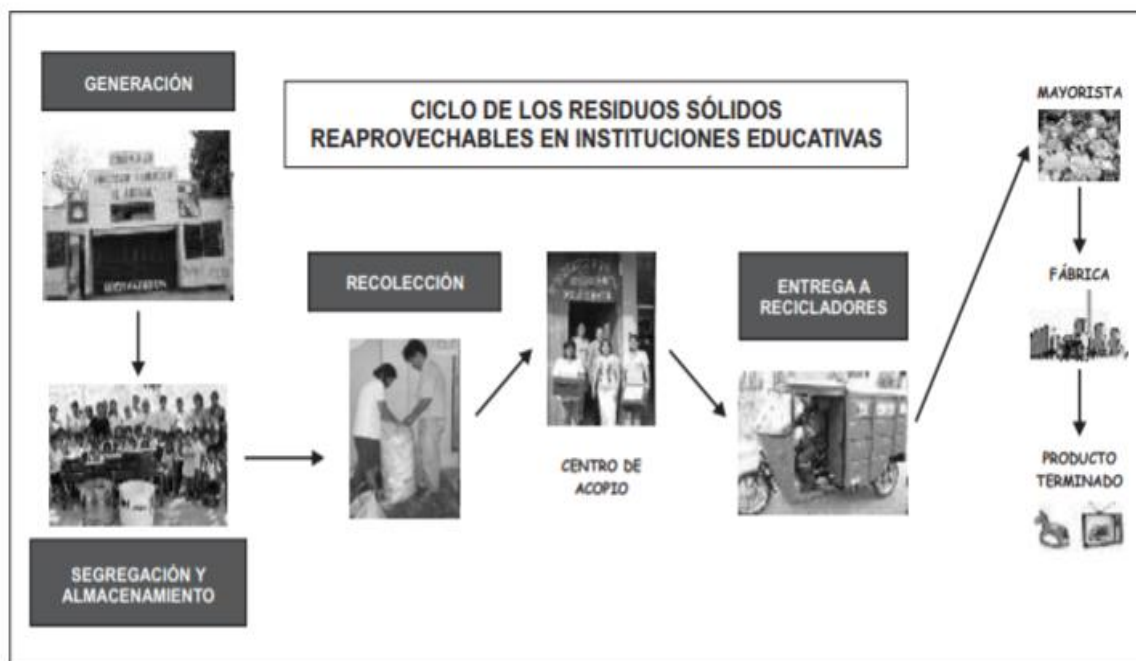 GENERACIÓN
CICLO DE LOS RESIDUOS SÓLIDOS
REAPROVECHABLES EN INSTITUCIONES EDUCATIVAS
MAYORISTA
RECOLECCIÓN
ENTREGA A
RECICLADORES
FÁBRICA
CENTRO DE
ACOPIO
PRODUCTO
TERMINADO
SEGREGACIÓN Y
ALMACENAMIENTO